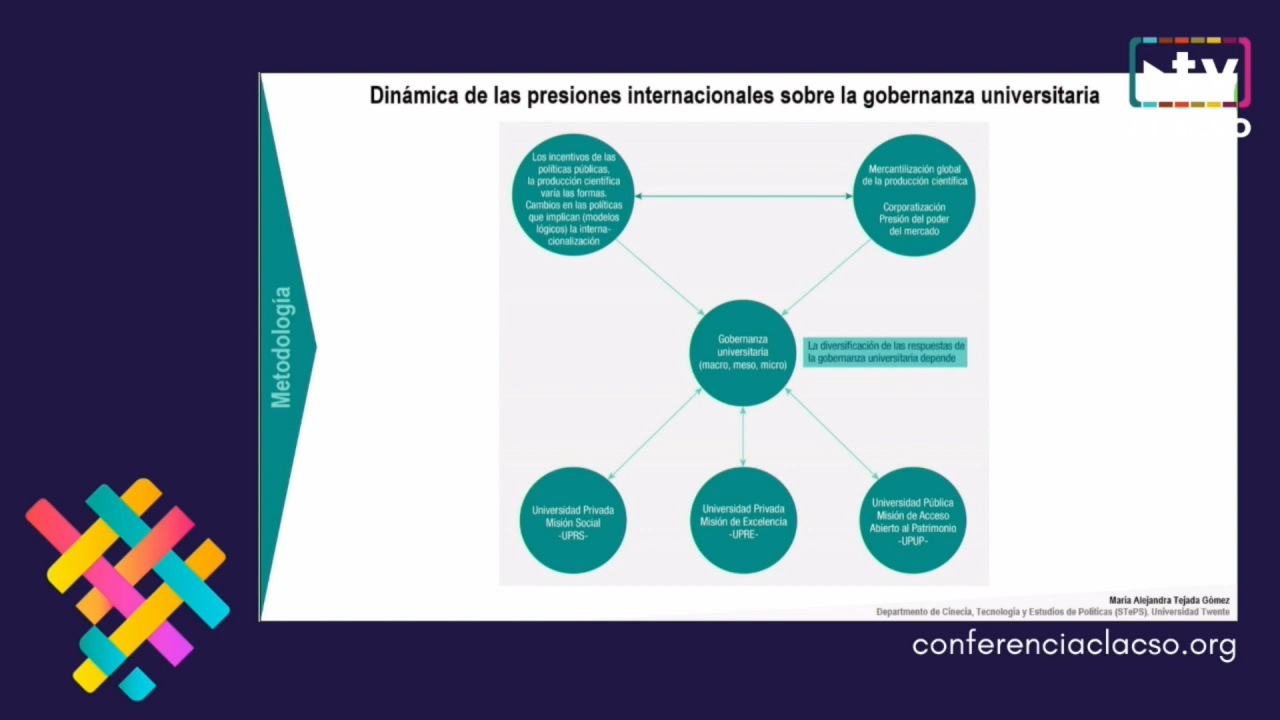 tv
Dinámica de las presiones internacionales sobre la gobernanza universitaria
Los incentivos de las
políticas públicas,
la producción científica
varía las formas.
Cambios en las políticas
que implican (modelos
lógicos) la interna-
cionalización
Mercantilización global
de la producción científica
Corporatización
Presión del poder
del mercado
Metodología
Gobernanza
universitaria
(macro, meso, micro)
La diversificación de las respuestas de
la gobernanza universitaria depende
Universidad Privada
Misión Social
-UPRS-
Universidad Privada
Misión de Excelencia
-UPRE-
Universidad Pública
Misión de Acceso
Abierto al Patrimonio
-UPUP-
María Alejandra Tejada Gómez
Departmento de Cinecia, Tecnología y Estudios de Políticas (STePS), Universidad Twente
conferenciaclacso.org